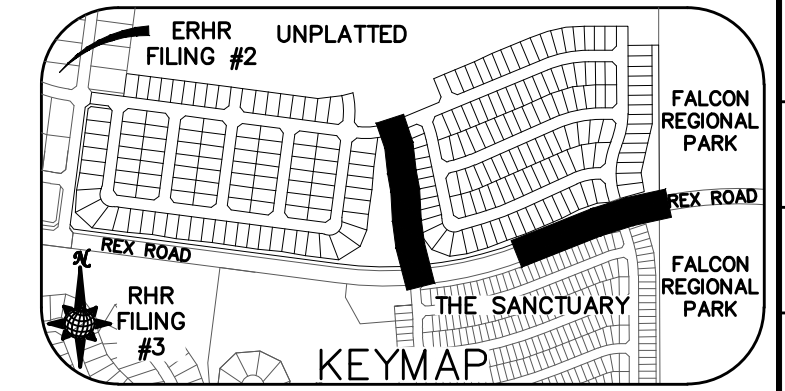 ERHR
FILING #2
UNPLATTED
FALCON
REGIONAL
PARK
REX ROAD
REX ROAD
N
RHR
FILING
#3
THE SANCTUARY
FALCON
REGIONAL
PARK
KEYMAP